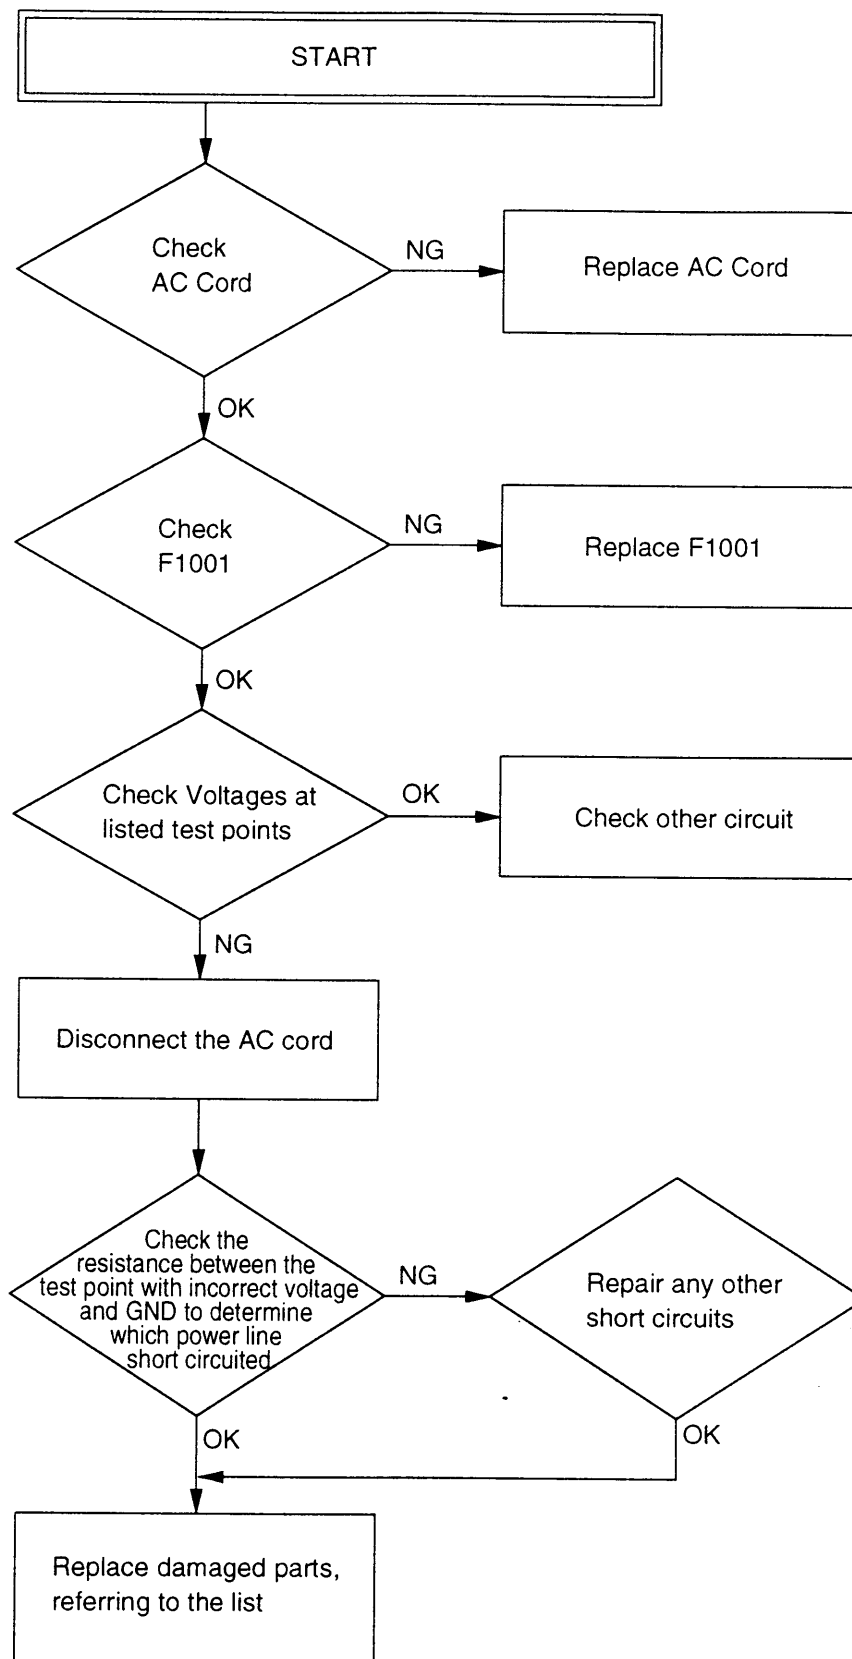 START
Check
AC Cord
NG
Replace AC Cord
OK
Check
F1001
NG
Replace F1001
OK
Check Voltages at
listed test points
OK
Check other circuit
NG
Disconnect the AC cord
Check the
resistance between the
test point with incorrect voltage
and GND to determine
which power line
short circuited
NG
Repair any other
short circuits
OK
OK
Replace damaged parts,
referring to the list